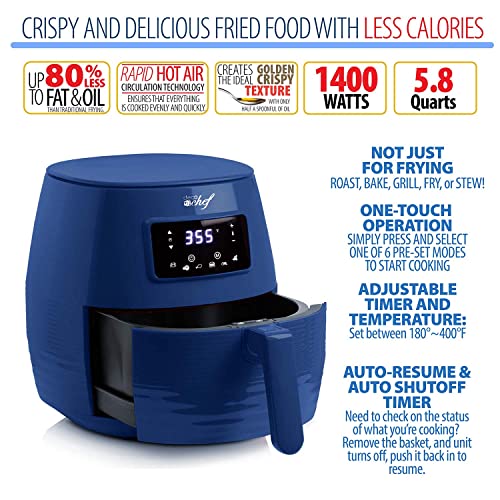 CRISPY AND DELICIOUS FRIED FOOD WITH LESS CALORIES
UP TO 80% LESS FAT & OIL
THAN TRADITIONAL FRYING.
RAPID HOT AIR
CIRCULATION TECHNOLOGY
ENSURES THAT EVERYTHING
IS COOKED EVENLY AND QUICKLY.
CREATES THE IDEAL GOLDEN CRISPY
TEXTURE
WITH ONLY
HALF A SPOONFUL OF OIL
1400
WATTS
5.8
Quarts
chef
355
NOT JUST
FOR FRYING
ROAST, BAKE, GRILL, FRY, or STEW!
ONE-TOUCH
OPERATION
SIMPLY PRESS AND SELECT
ONE OF 6 PRE-SET MODES
TO START COOKING
ADJUSTABLE
TIMER AND
TEMPERATURE:
Set between 180°~400°F
AUTO-RESUME &
AUTO SHUTOFF
TIMER
Need to check on the status
of what you're cooking?
Remove the basket, and unit
turns off, push it back in to
resume.